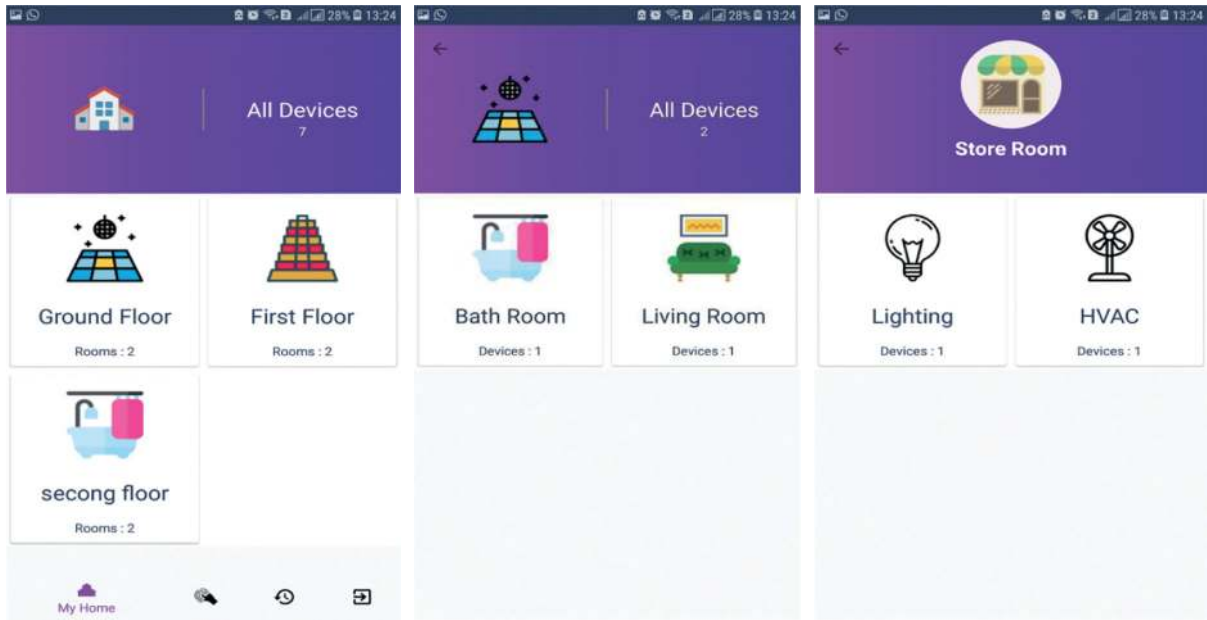 28% 13:24
All Devices
7
Ground Floor
Rooms : 2
First Floor
Rooms : 2
secong floor
Rooms : 2
My Home
28% 13:24
All Devices
2
Bath Room
Devices : 1
Living Room
Devices : 1
28% 13:24
Store Room
Lighting
Devices : 1
HVAC
Devices : 1